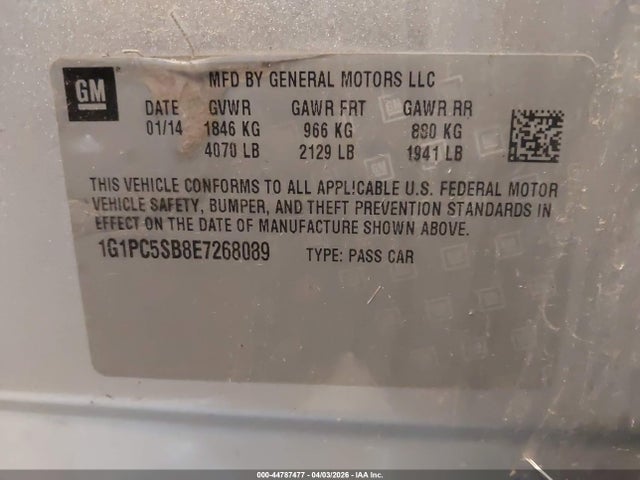 GM MFD BY GENERAL MOTORS LLC
DATE GVWR GAWR FRT GAWR RR
01/14 1846 KG 966 KG 880 KG
4070 LB 2129 LB 1941 LB
THIS VEHICLE CONFORMS TO ALL APPLICABLE U.S. FEDERAL MOTOR
VEHICLE SAFETY, BUMPER, AND THEFT PREVENTION STANDARDS IN
EFFECT ON THE DATE OF MANUFACTURE SHOWN ABOVE.
1G1PC5SB8E7268089 TYPE: PASS CAR
000-44787477 - 04/03/2026 - IAA Inc.